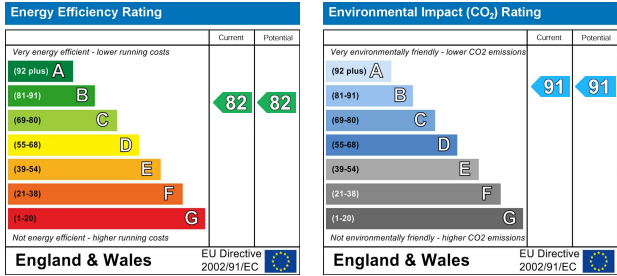 Energy Efficiency Rating
Current Potential
Very energy efficient - lower running costs
(92 plus) A
(81-91) B
82 82
(69-80) C
(55-68) D
(39-54) E
(21-38) F
(1-20) G
Not energy efficient - higher running costs
England & Wales
EU Directive
2002/91/EC
Environmental Impact (CO2) Rating
Current Potential
Very environmentally friendly - lower CO2 emissions
(92 plus) A
(81-91) B
91 91
(69-80) C
(55-68) D
(39-54) E
(21-38) F
(1-20) G
Not environmentally friendly - higher CO2 emissions
England & Wales
EU Directive
2002/91/EC